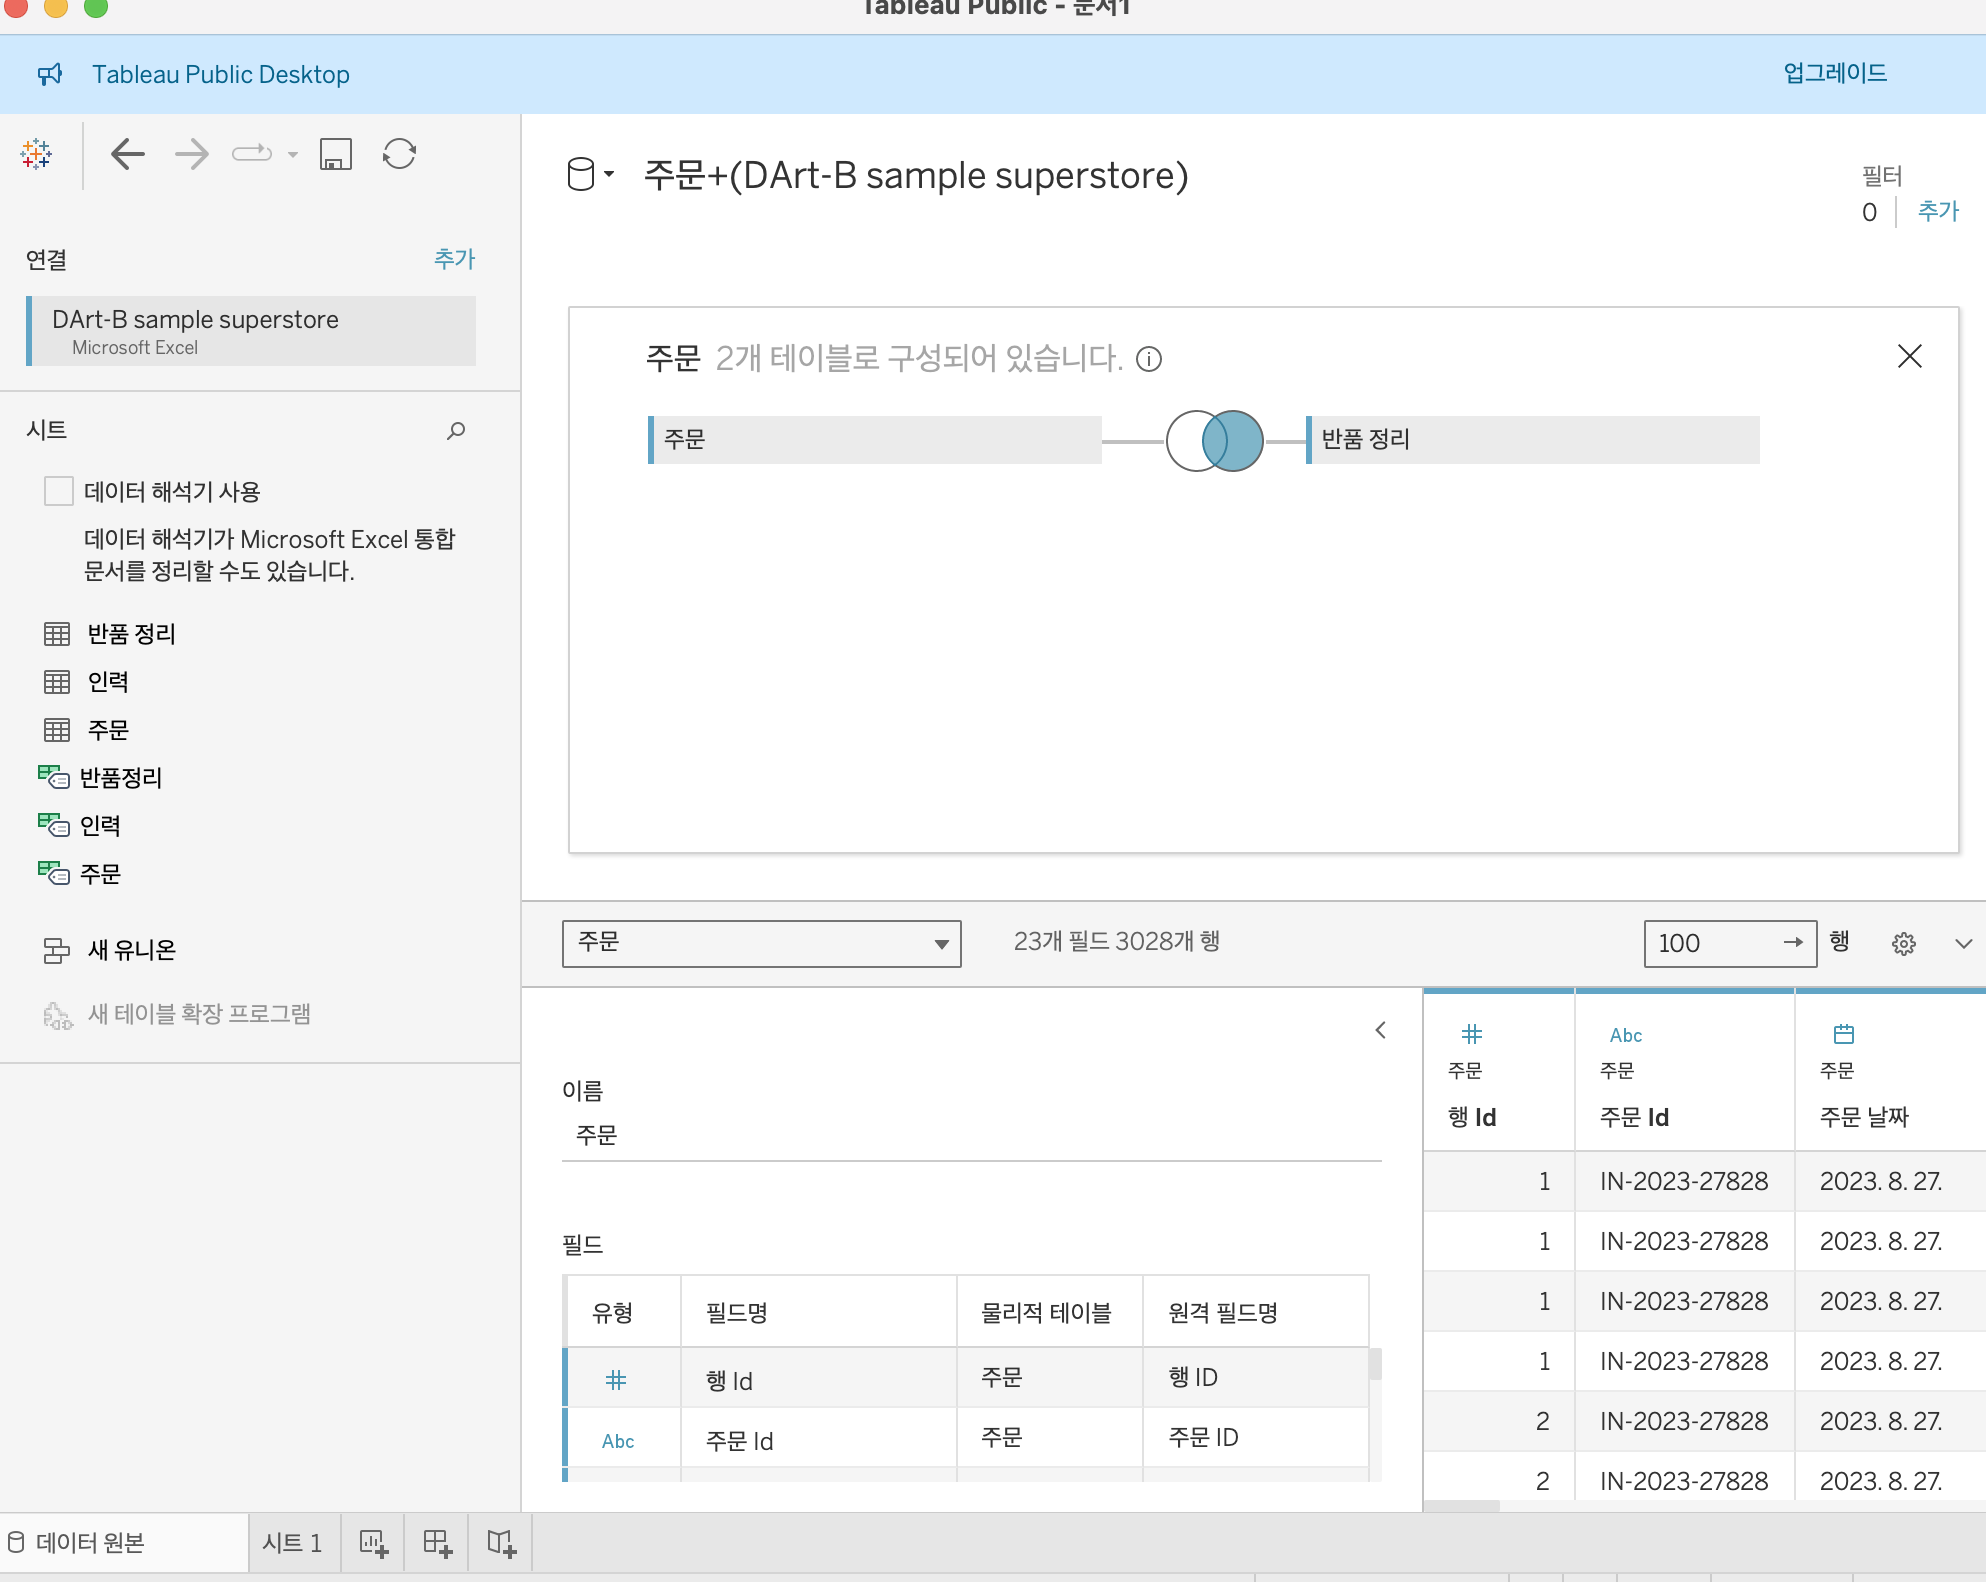 Tableau Public - 문서1
Tableau Public Desktop
업그레이드
주문+(DArt-B sample superstore)
필터
0
추가
연결
추가
DArt-B sample superstore
Microsoft Excel
시트
데이터 해석기 사용
데이터 해석기가 Microsoft Excel 통합
문서를 정리할 수도 있습니다.
반품 정리
인력
주문
반품정리
인력
주문
새 유니온
새 테이블 확장 프로그램
주문 2개 테이블로 구성되어 있습니다.
주문
반품 정리
주문
23개 필드 3028개 행
100
행
이름
주문
필드
유형 필드명 물리적 테이블 원격 필드명
행 Id 주문 행 ID
Abc 주문 Id 주문 주문 ID
Abc
주문 주문 주문
행 Id 주문 Id 주문 날짜
1 IN-2023-27828 2023. 8. 27.
1 IN-2023-27828 2023. 8. 27.
1 IN-2023-27828 2023. 8. 27.
1 IN-2023-27828 2023. 8. 27.
2 IN-2023-27828 2023. 8. 27.
2 IN-2023-27828 2023. 8. 27.
데이터 원본
시트 1